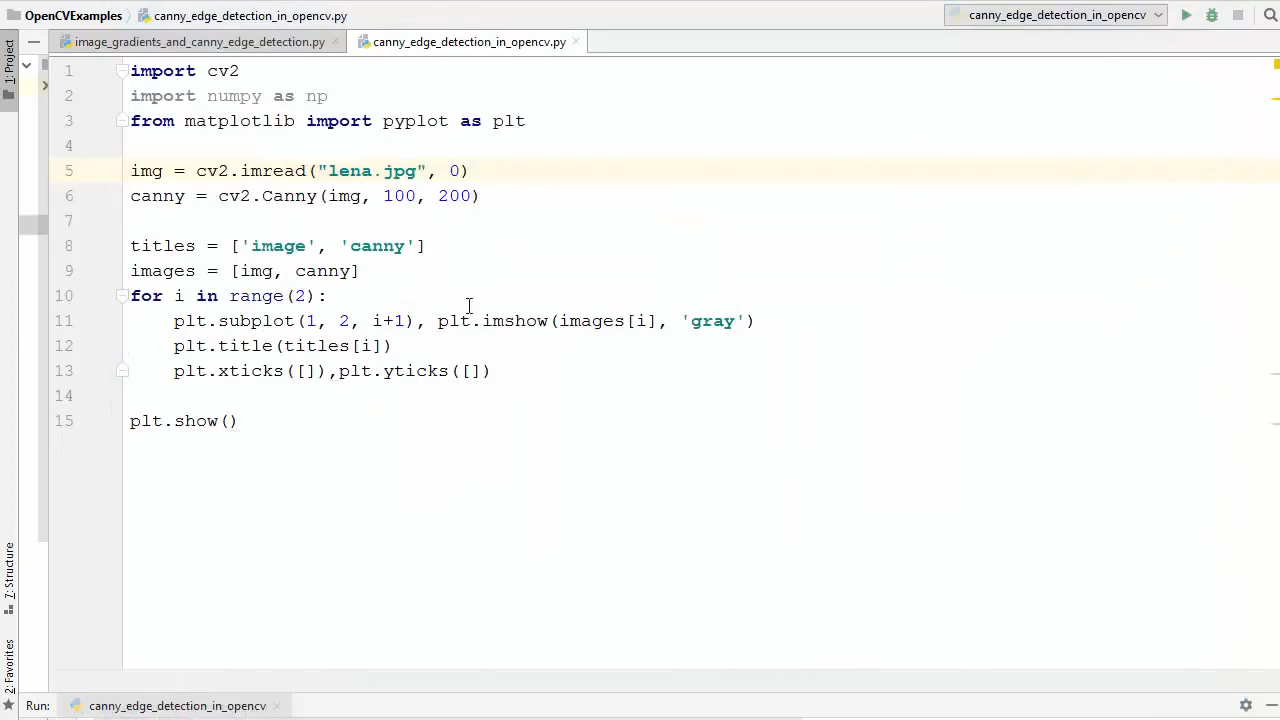 OpenCVExamples canny_edge_detection_in_opencv.py canny_edge_detection_in_opencv
1: Project
image_gradients_and_canny_edge_detection.py canny_edge_detection_in_opencv.py
1 import cv2
2 import numpy as np
3 from matplotlib import pyplot as plt
4
5 img = cv2.imread("lena.jpg", 0)
6 canny = cv2.Canny(img, 100, 200)
7
8 titles = ['image', 'canny']
9 images = [img, canny]
10 for i in range(2):
11     plt.subplot(1, 2, i+1), plt.imshow(images[i], 'gray')
12     plt.title(titles[i])
13     plt.xticks([]),plt.yticks([])
14
15 plt.show()
7: Structure
2: Favorites
Run: canny_edge_detection_in_opencv